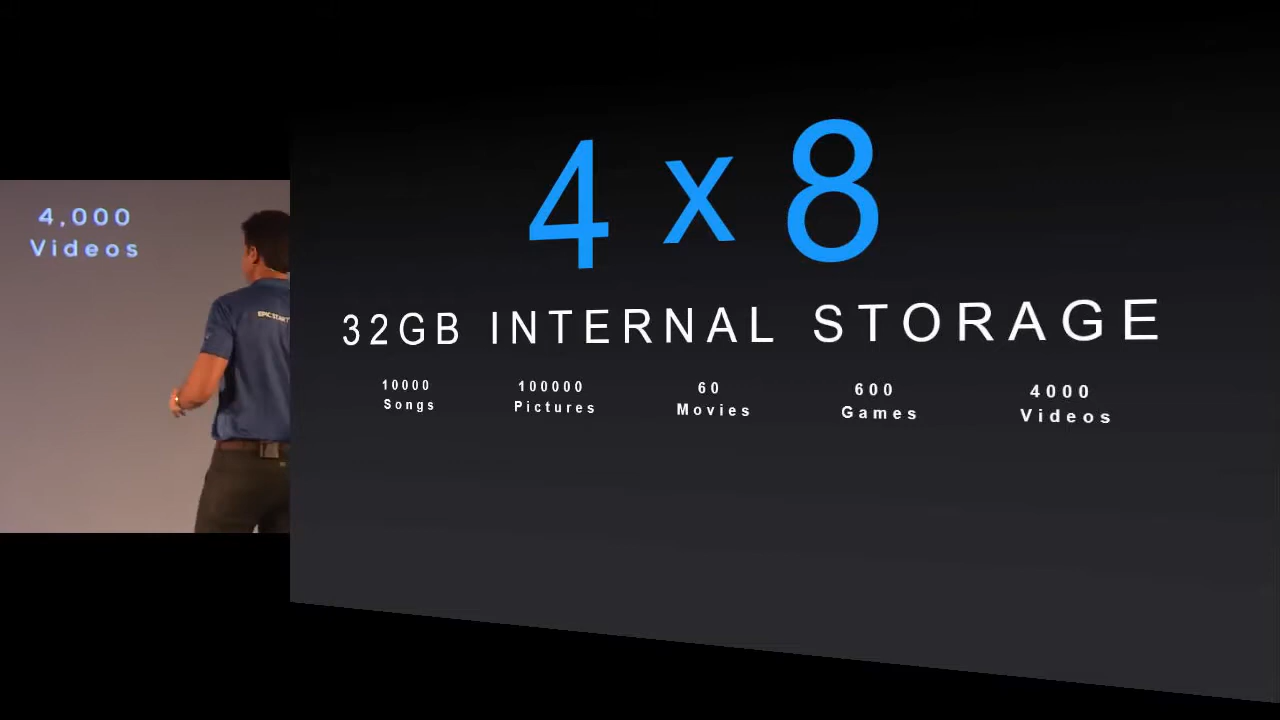 4,000
Videos
4 x 8
32GB INTERNAL STORAGE
10000
Songs
100000
Pictures
60
Movies
600
Games
4000
Videos